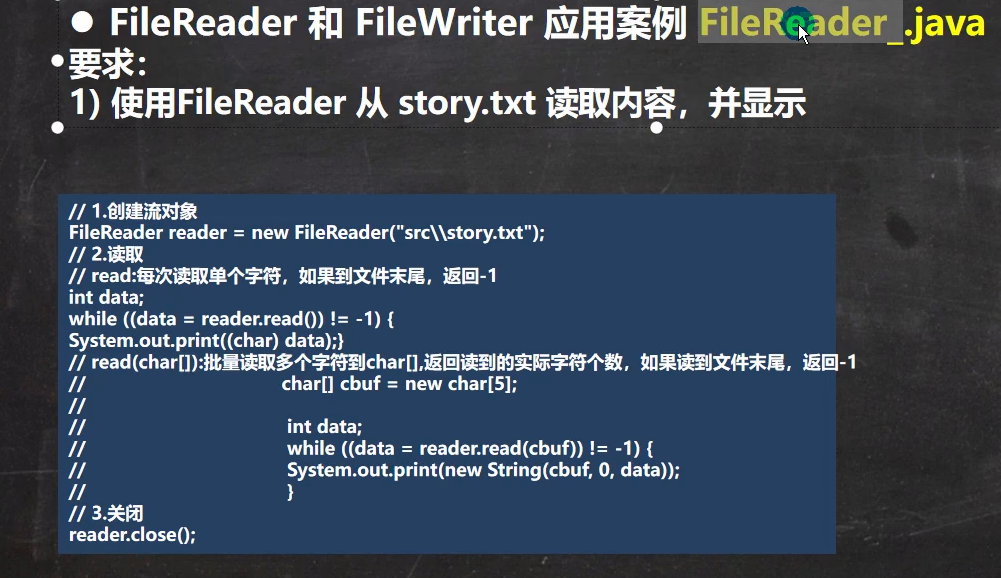 ● FileReader 和 FileWriter 应用案例 FileReader_.java
●要求：
1) 使用FileReader 从 story.txt 读取内容，并显示
// 1.创建流对象
FileReader reader = new FileReader("src\\story.txt");
// 2.读取
// read:每次读取单个字符，如果到文件末尾，返回-1
int data;
while ((data = reader.read()) != -1) {
System.out.print((char) data);}
// read(char[]):批量读取多个字符到char[],返回读到的实际字符个数，如果读到文件末尾，返回-1
// char[] cbuf = new char[5];
//
// int data;
// while ((data = reader.read(cbuf)) != -1) {
// System.out.print(new String(cbuf, 0, data));
// }
// 3.关闭
reader.close();